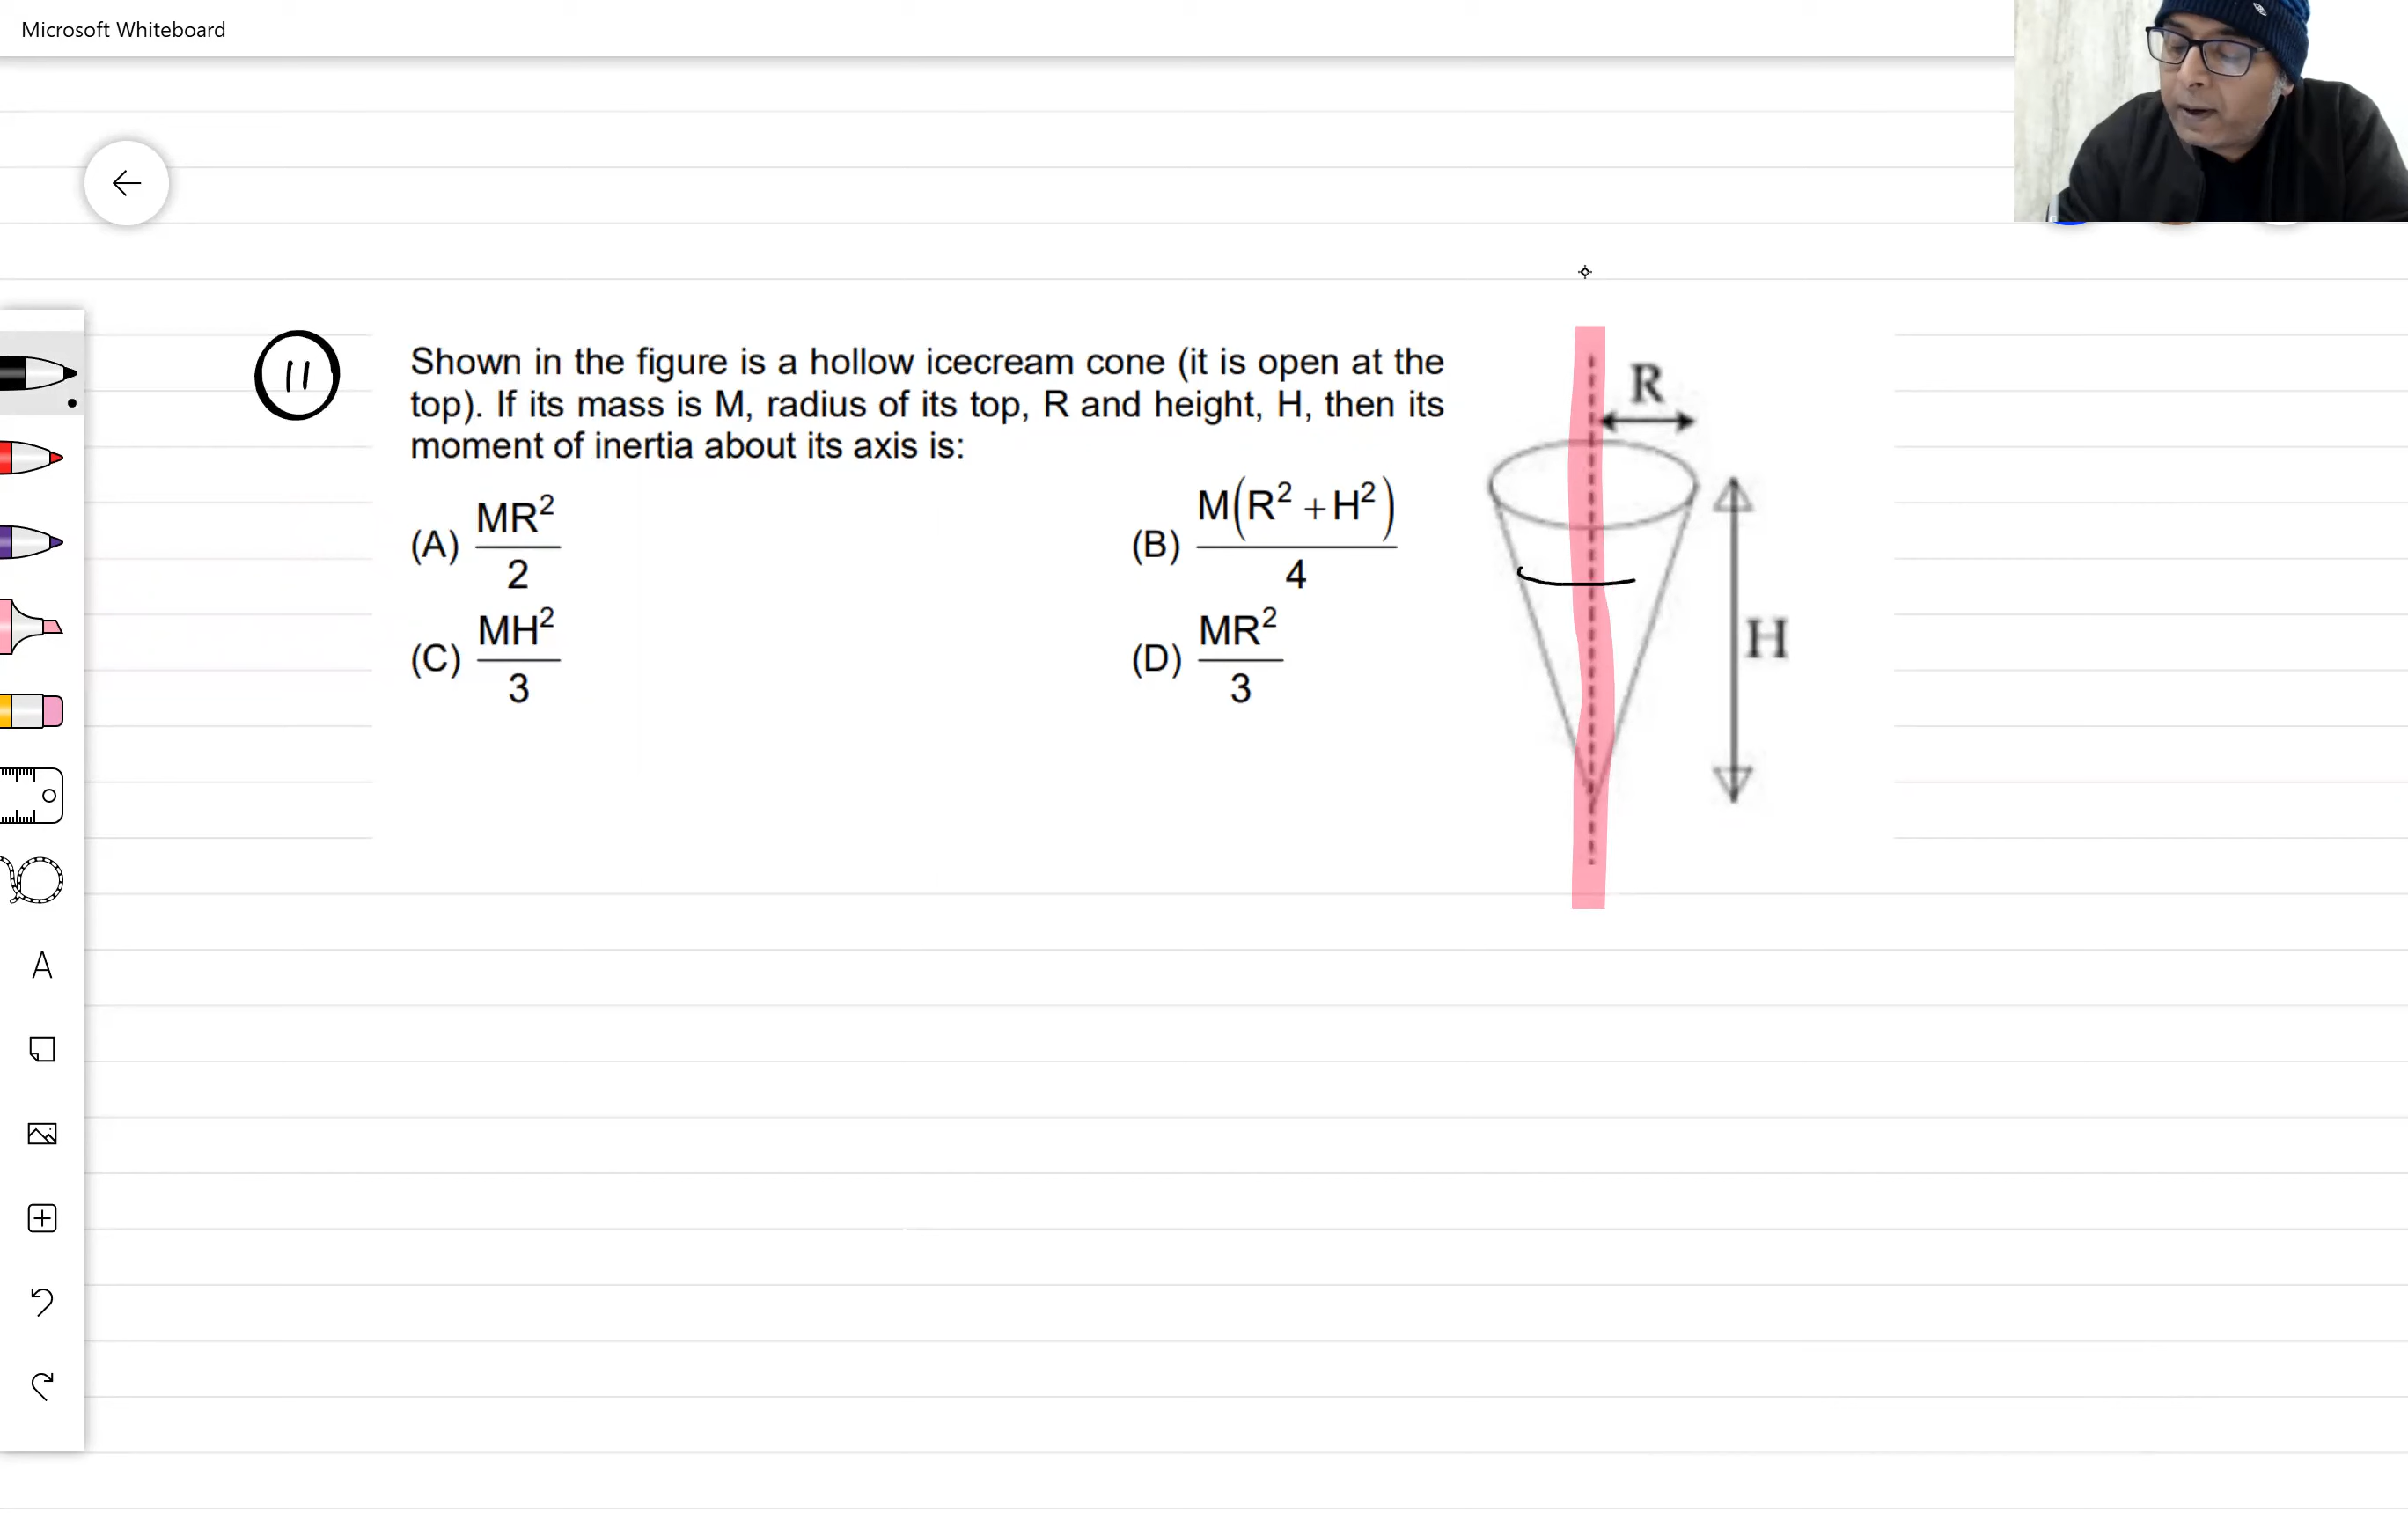 Microsoft Whiteboard
11
Shown in the figure is a hollow icecream cone (it is open at the
top). If its mass is M, radius of its top, R and height, H, then its
moment of inertia about its axis is:
(A) MR²/2
(B) M(R² + H²)/4
(C) MH²/3
(D) MR²/3
R
H
A